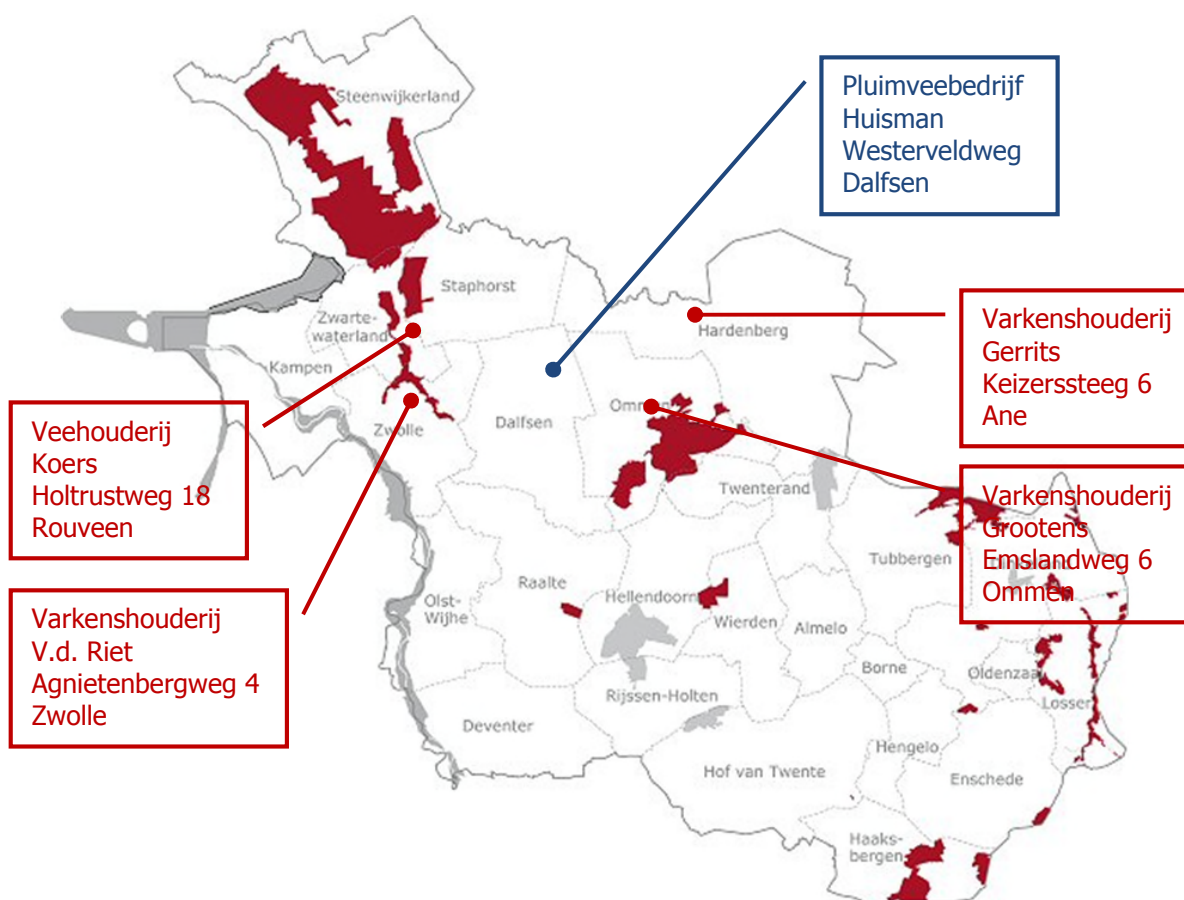 Steenwijkerland
Pluimveebedrijf
Huisman
Westerveldweg
Dalfsen
Staphorst
Zwarte-
waterland
Hardenberg
Kampen
Varkenshouderij
Gerrits
Keizerssteeg 6
Ane
Veehouderij
Koers
Holtrustweg 18
Rouveen
Zwolle
Dalfsen
Ommen
Twenterand
Varkenshouderij
Grootens
Emslandweg 6
Ommen
Tubbergen
Varkenshouderij
V.d. Riet
Agnietenbergweg 4
Zwolle
Olst-
Wijhe
Raalte
Hellendoorn
Wierden
Almelo
Borne
Oldenzaal
Losser
Rijssen-Holten
Deventer
Hof van Twente
Hengelo
Enschede
Haaks-
bergen